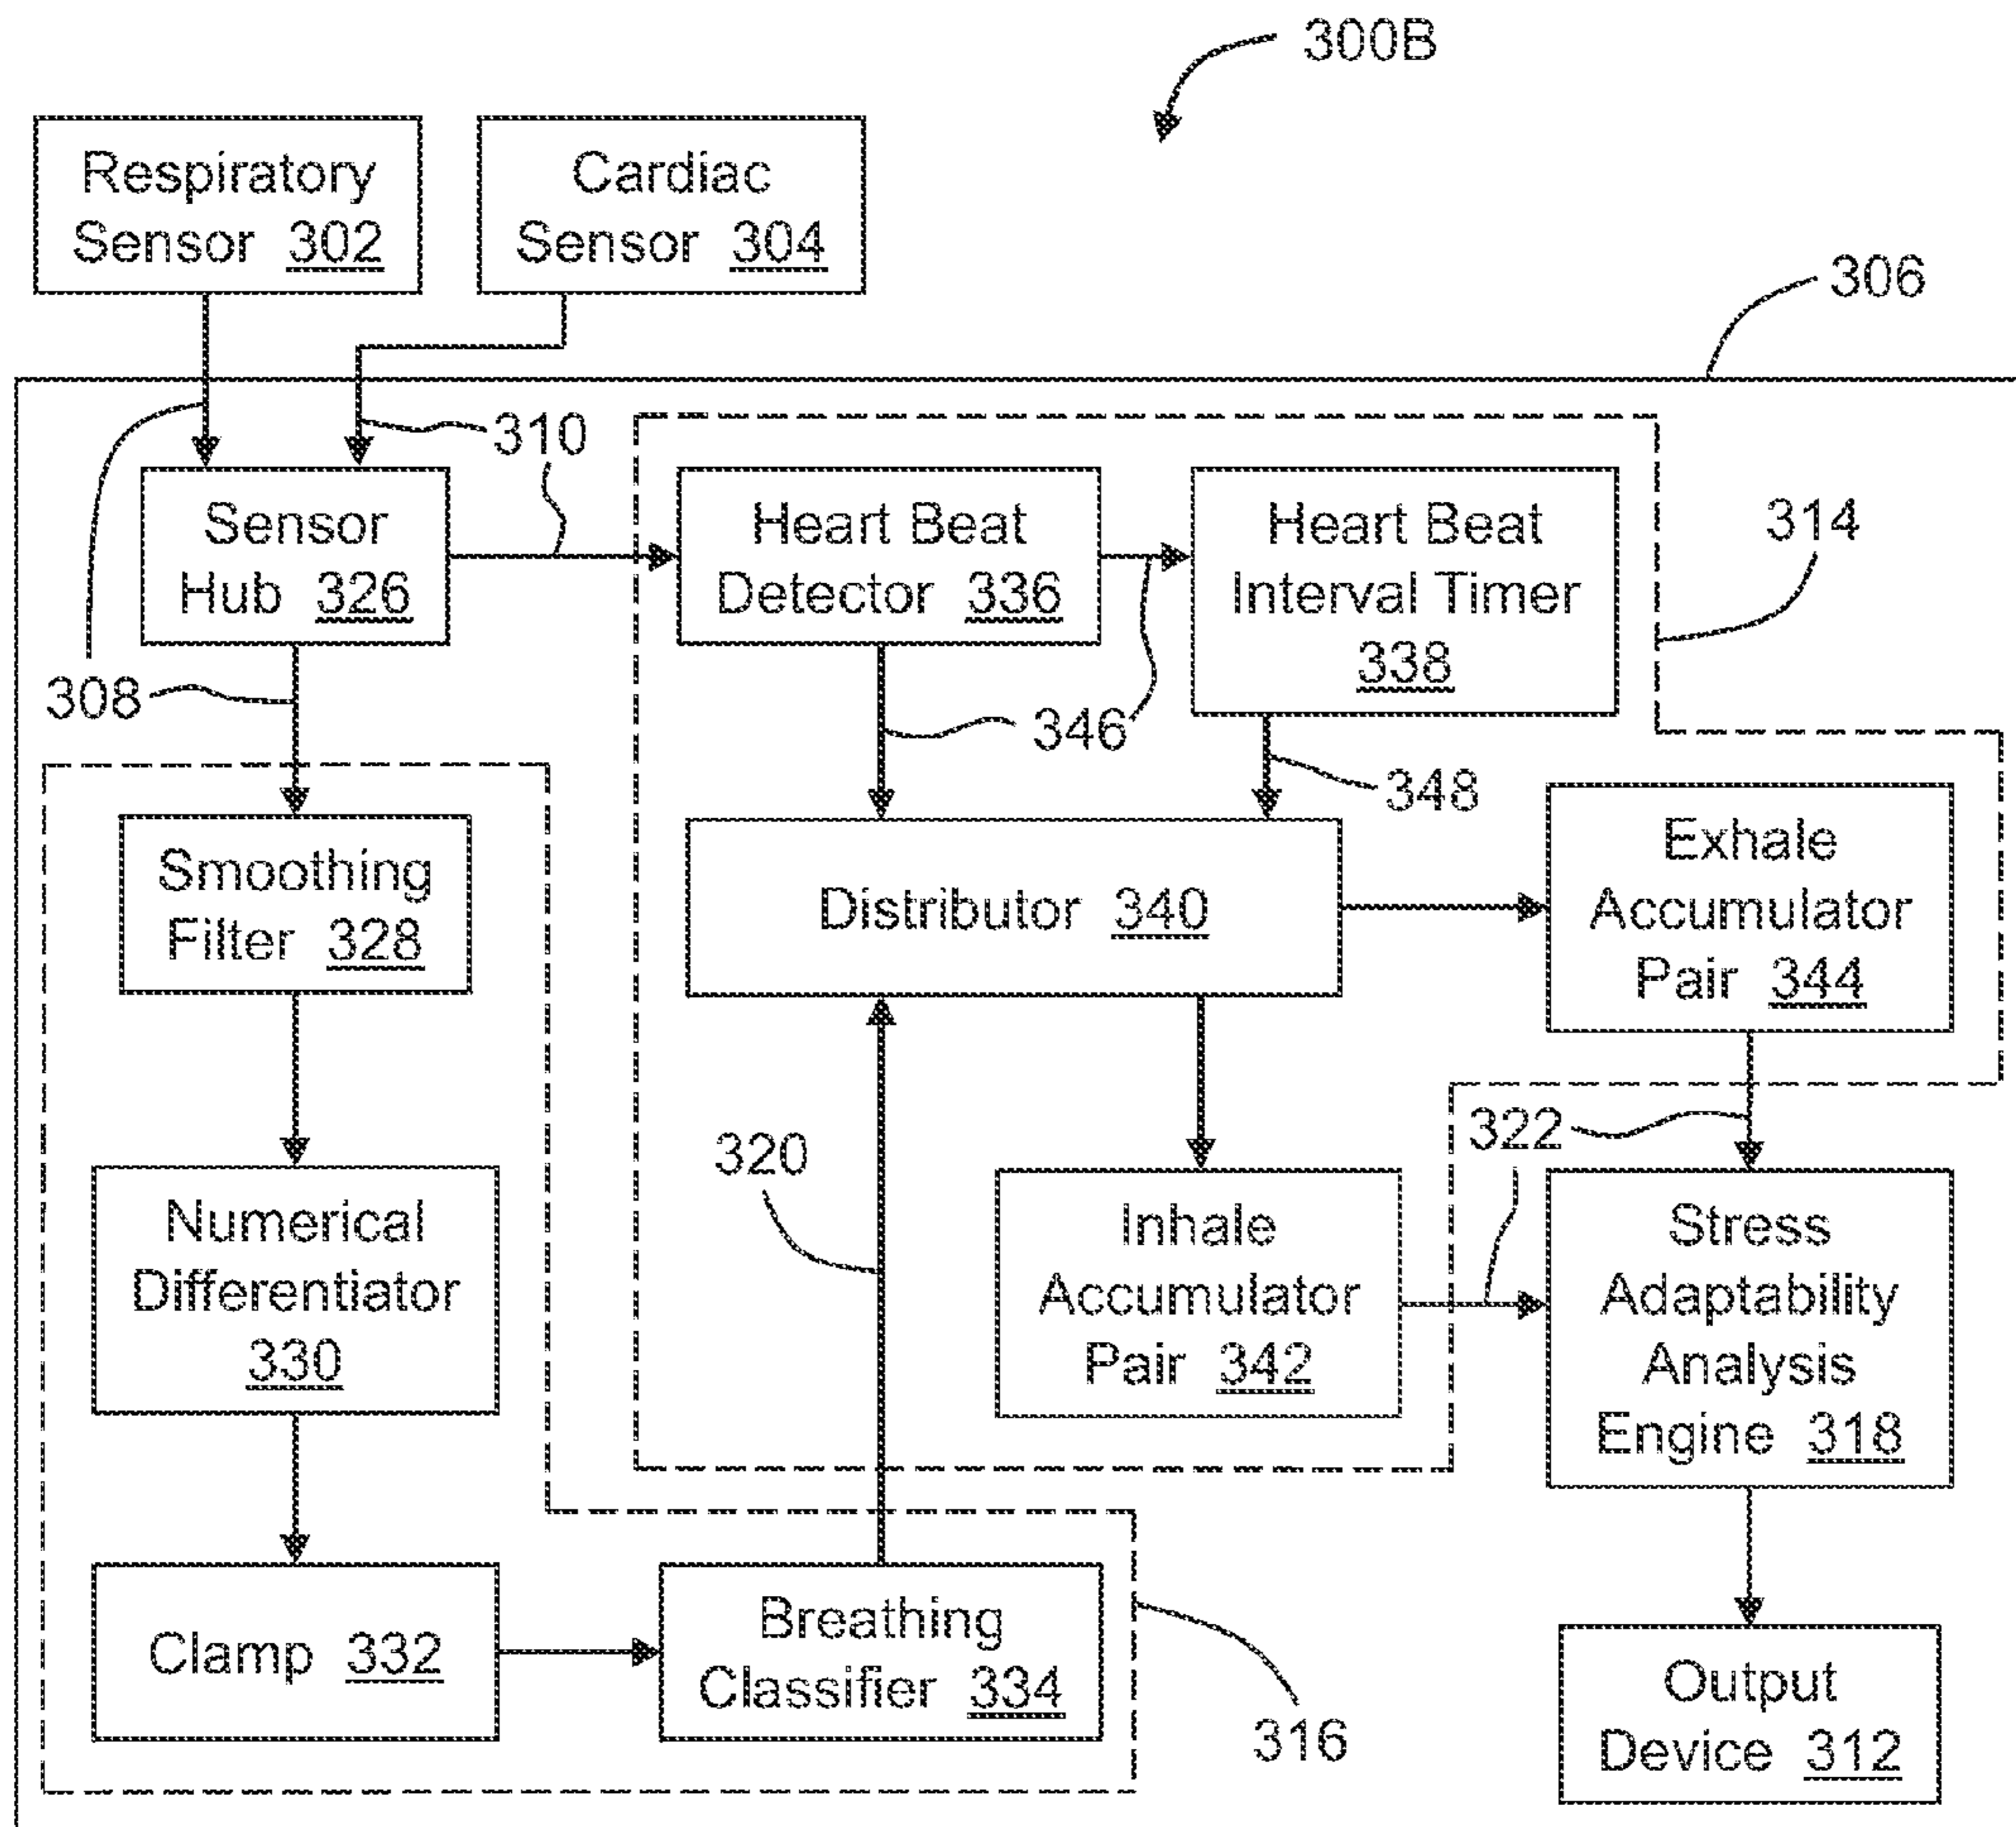 300B
Respiratory
Sensor 302
Cardiac
Sensor 304
306
310
Sensor
Hub 326
Heart Beat
Detector 336
Heart Beat
Interval Timer
338
314
308
346
348
Smoothing
Filter 328
Distributor 340
Exhale
Accumulator
Pair 344
320
322
Numerical
Differentiator
330
Inhale
Accumulator
Pair 342
Stress
Adaptability
Analysis
Engine 318
Clamp 332
Breathing
Classifier 334
316
Output
Device 312